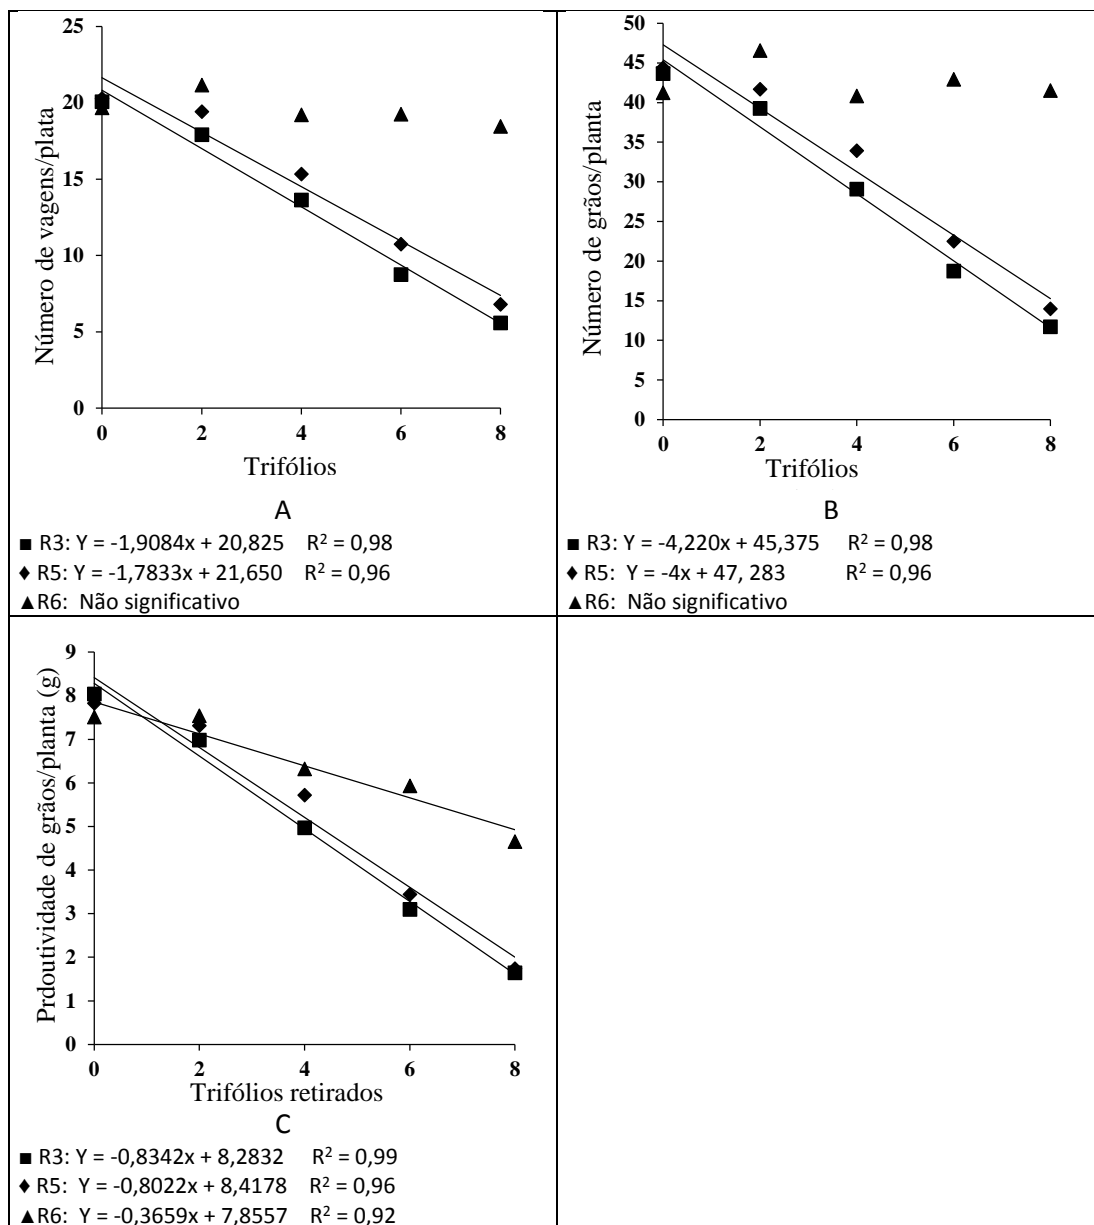 25
20
15
10
5
0
Número de vagens/plata
0 2 4 6 8
Trifólios
A
■ R3: Y = -1,9084x + 20,825 R² = 0,98
♦ R5: Y = -1,7833x + 21,650 R² = 0,96
▲R6: Não significativo
50
45
40
35
30
25
20
15
10
5
0
Número de grãos/planta
0 2 4 6 8
Trifólios
B
■ R3: Y = -4,220x + 45,375 R² = 0,98
♦ R5: Y = -4x + 47, 283 R² = 0,96
▲R6: Não significativo
9
8
7
6
5
4
3
2
1
0
Prdoutividade de grãos/planta (g)
0 2 4 6 8
Trifólios retirados
C
■ R3: Y = -0,8342x + 8,2832 R² = 0,99
♦ R5: Y = -0,8022x + 8,4178 R² = 0,96
▲R6: Y = -0,3659x + 7,8557 R² = 0,92